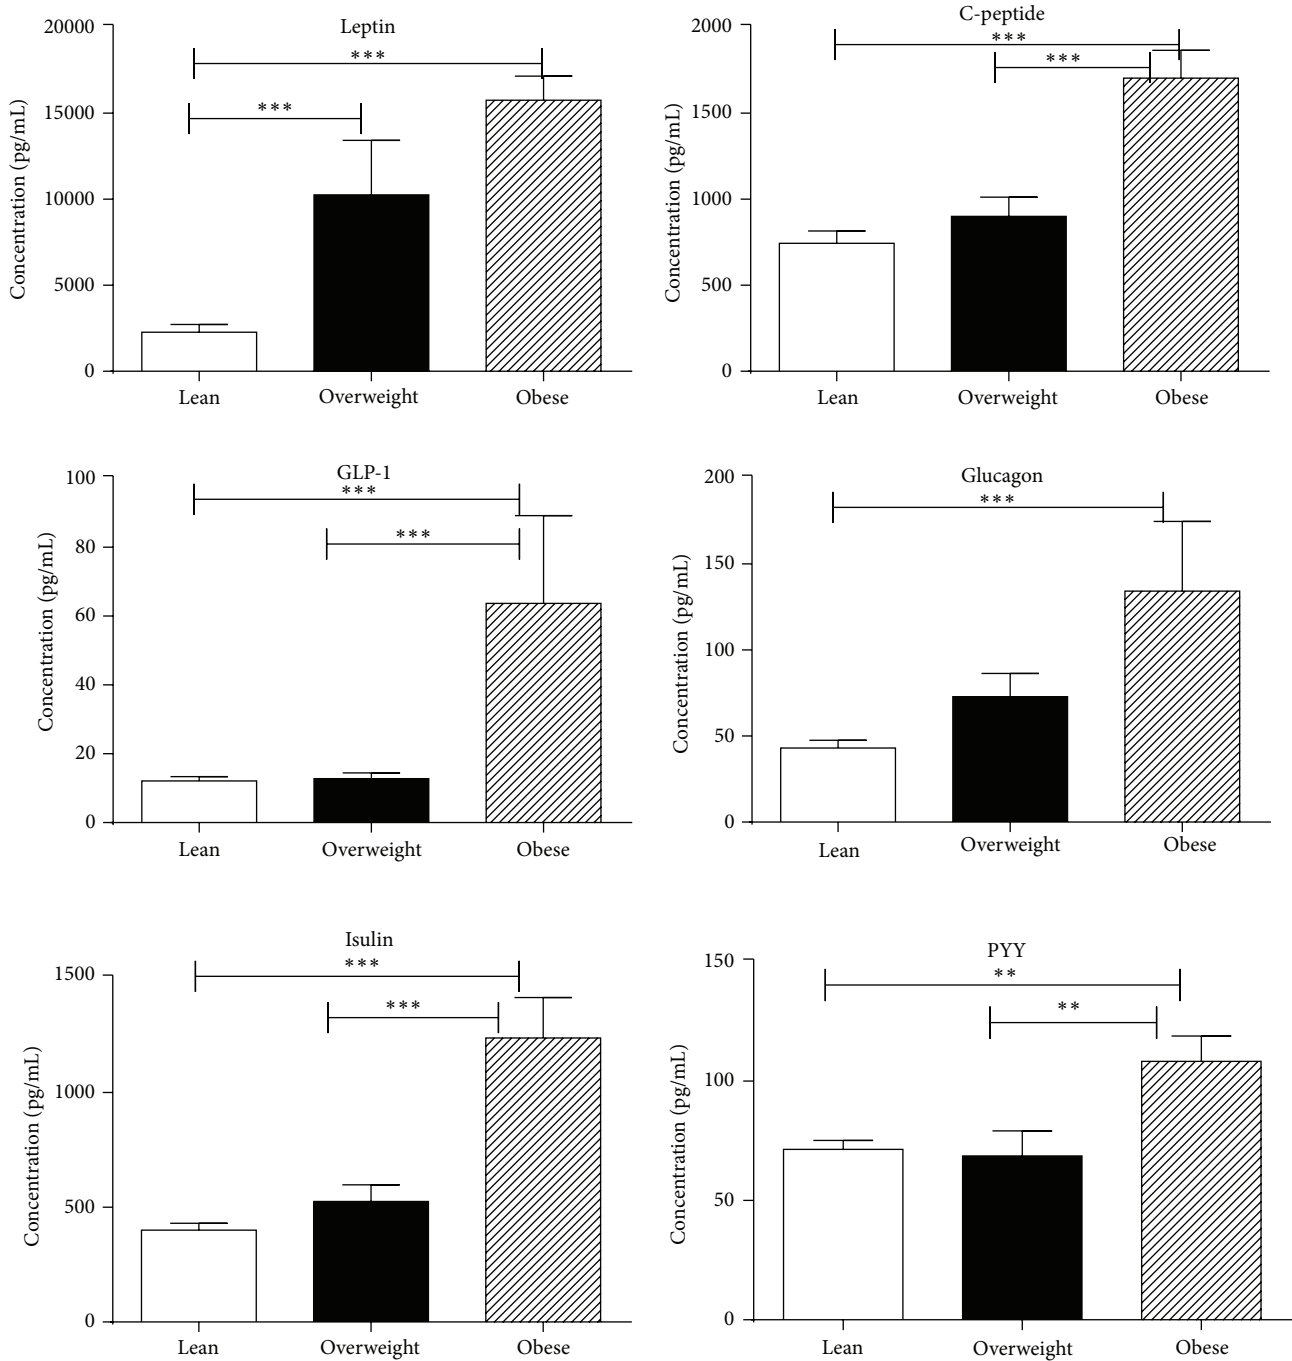 Leptin
***
***
20000
15000
10000
5000
0
Concentration (pg/mL)
Lean Overweight Obese
C-peptide
***
***
2000
1500
1000
500
0
Concentration (pg/mL)
Lean Overweight Obese
GLP-1
***
***
100
80
60
40
20
0
Concentration (pg/mL)
Lean Overweight Obese
Glucagon
***
200
150
100
50
0
Concentration (pg/mL)
Lean Overweight Obese
Isulin
***
***
1500
1000
500
0
Concentration (pg/mL)
Lean Overweight Obese
PYY
**
**
150
100
50
0
Concentration (pg/mL)
Lean Overweight Obese